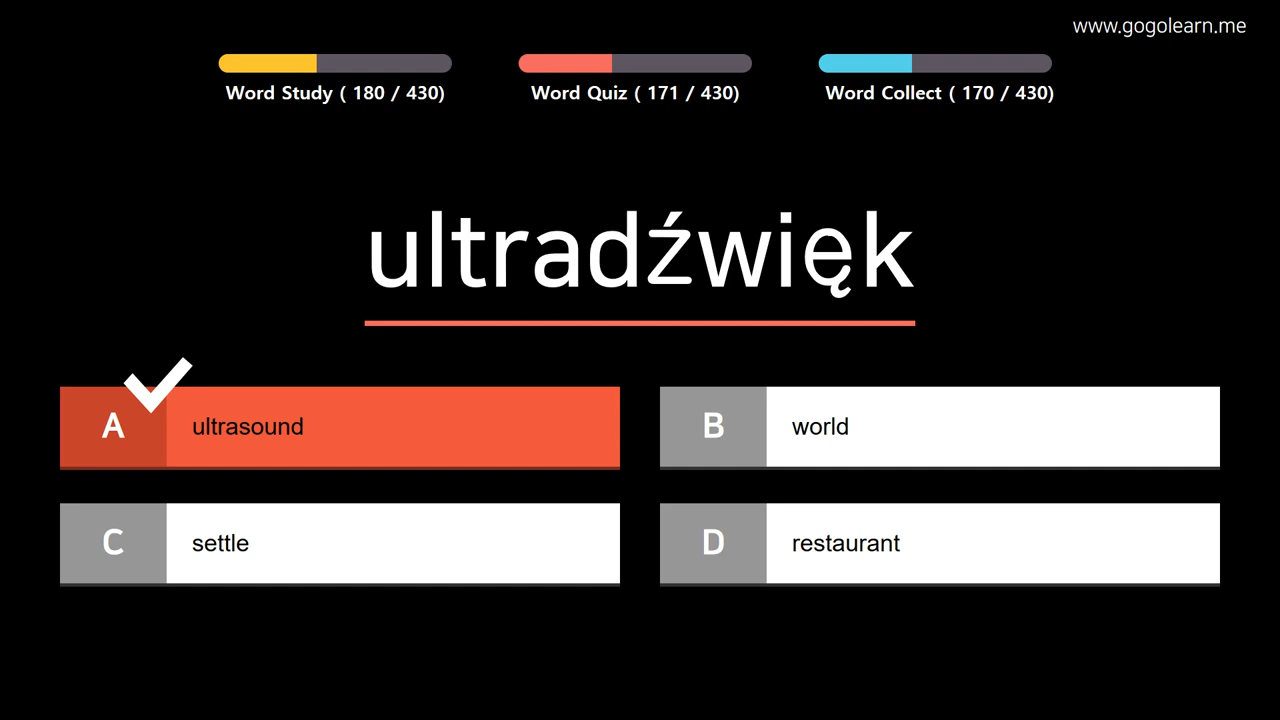 www.gogolearn.me
Word Study ( 180 / 430)
Word Quiz ( 171 / 430)
Word Collect ( 170 / 430)
ultradźwięk
A ultrasound
B world
C settle
D restaurant